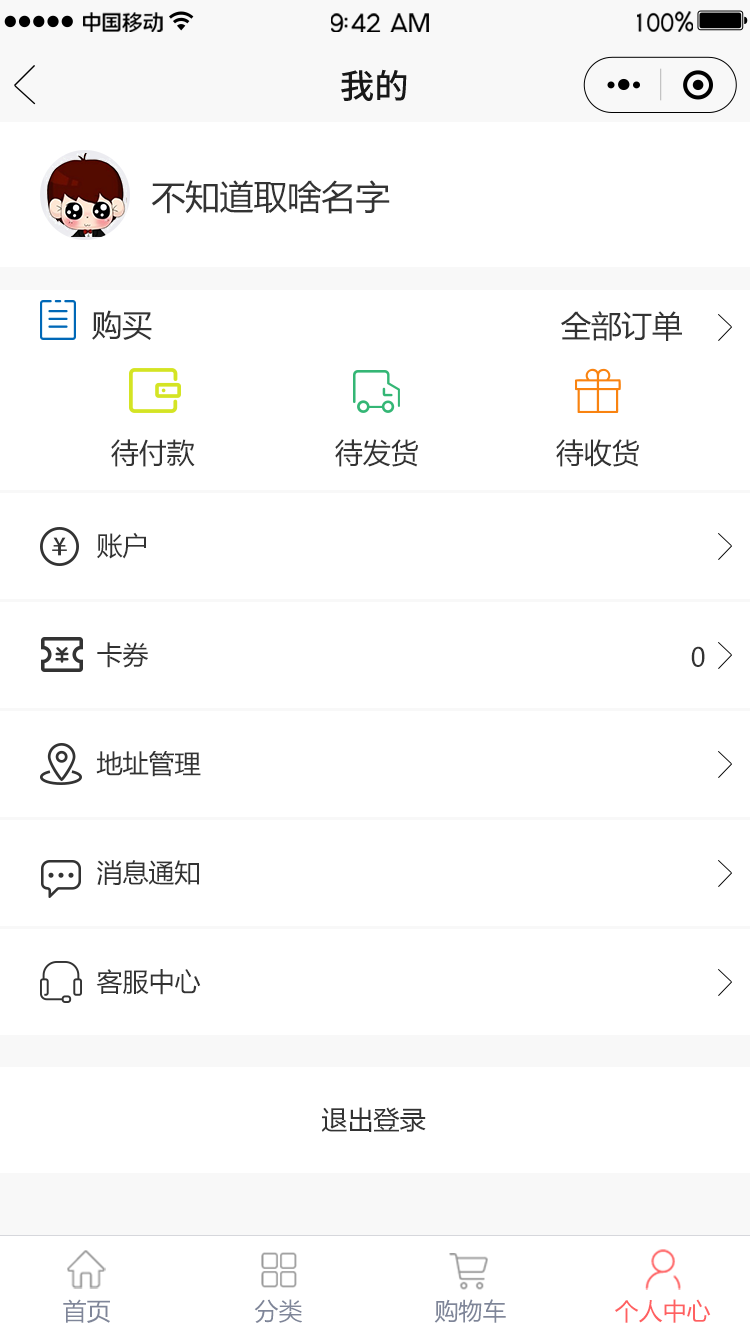 中国移动 9:42 AM 100%
我的
不知道取啥名字
购买 全部订单
待付款 待发货 待收货
账户
卡券 0
地址管理
消息通知
客服中心
退出登录
首页 分类 购物车 个人中心